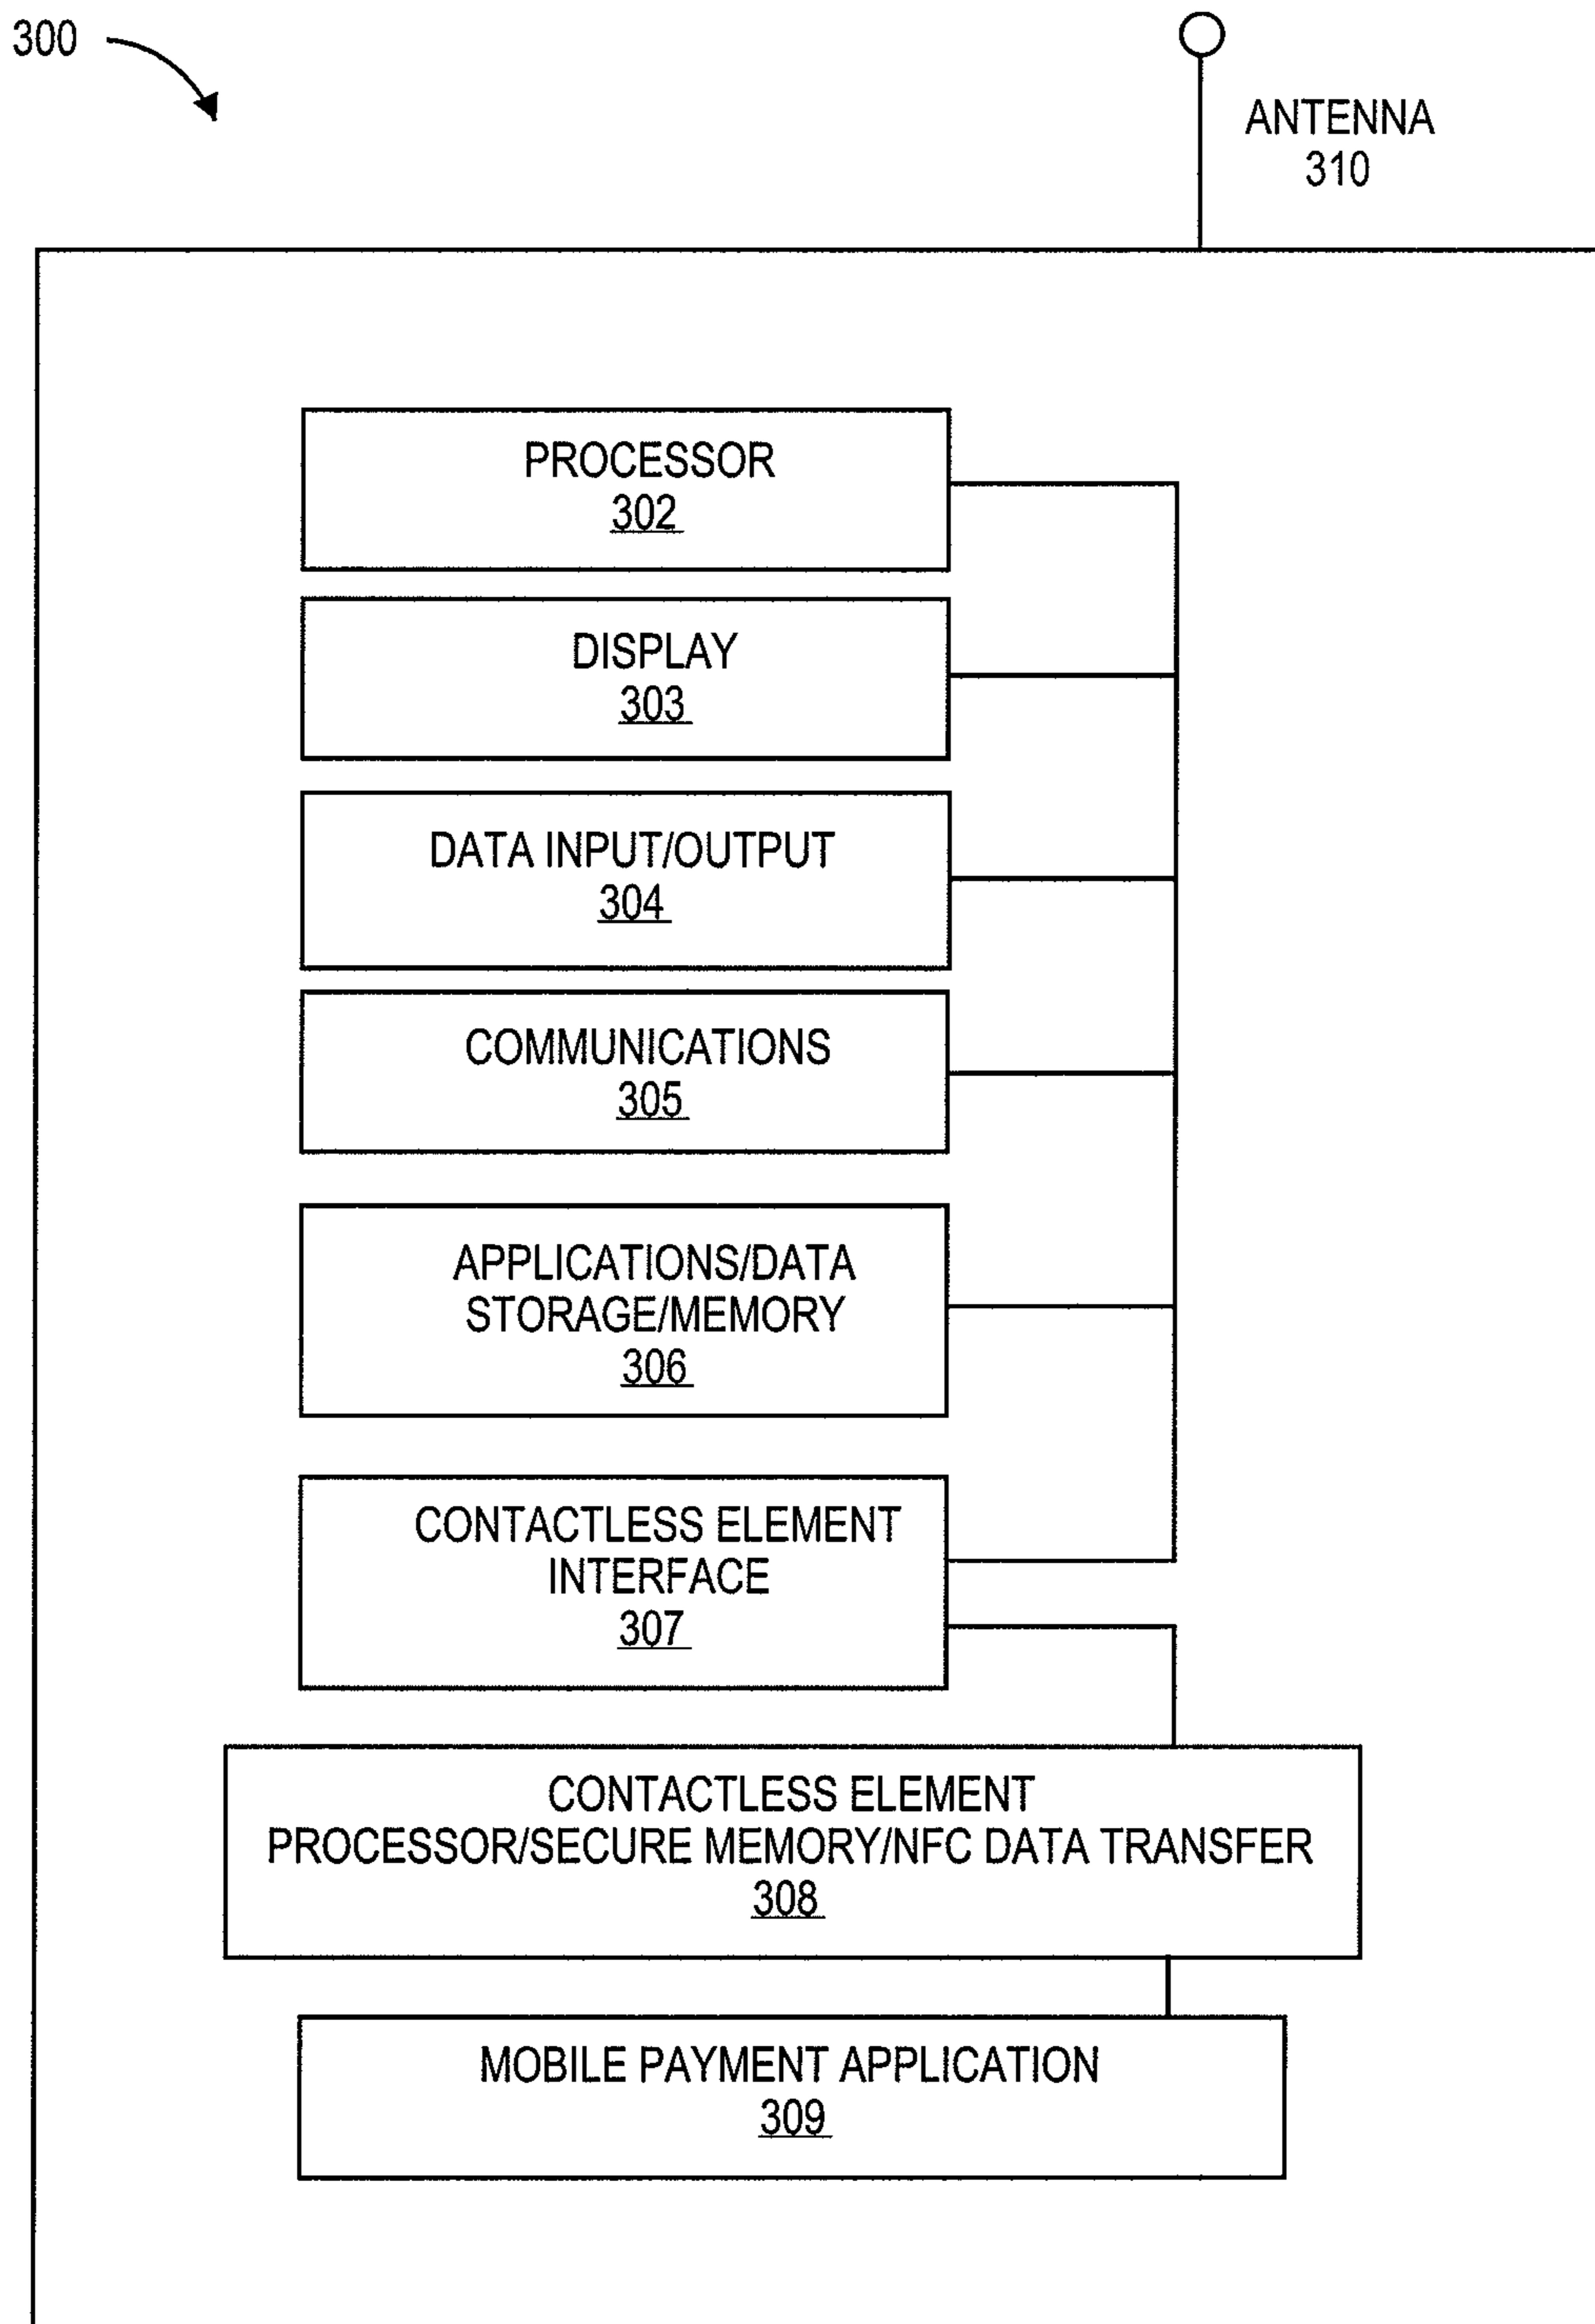 300
ANTENNA
310
PROCESSOR
302
DISPLAY
303
DATA INPUT/OUTPUT
304
COMMUNICATIONS
305
APPLICATIONS/DATA
STORAGE/MEMORY
306
CONTACTLESS ELEMENT
INTERFACE
307
CONTACTLESS ELEMENT
PROCESSOR/SECURE MEMORY/NFC DATA TRANSFER
308
MOBILE PAYMENT APPLICATION
309